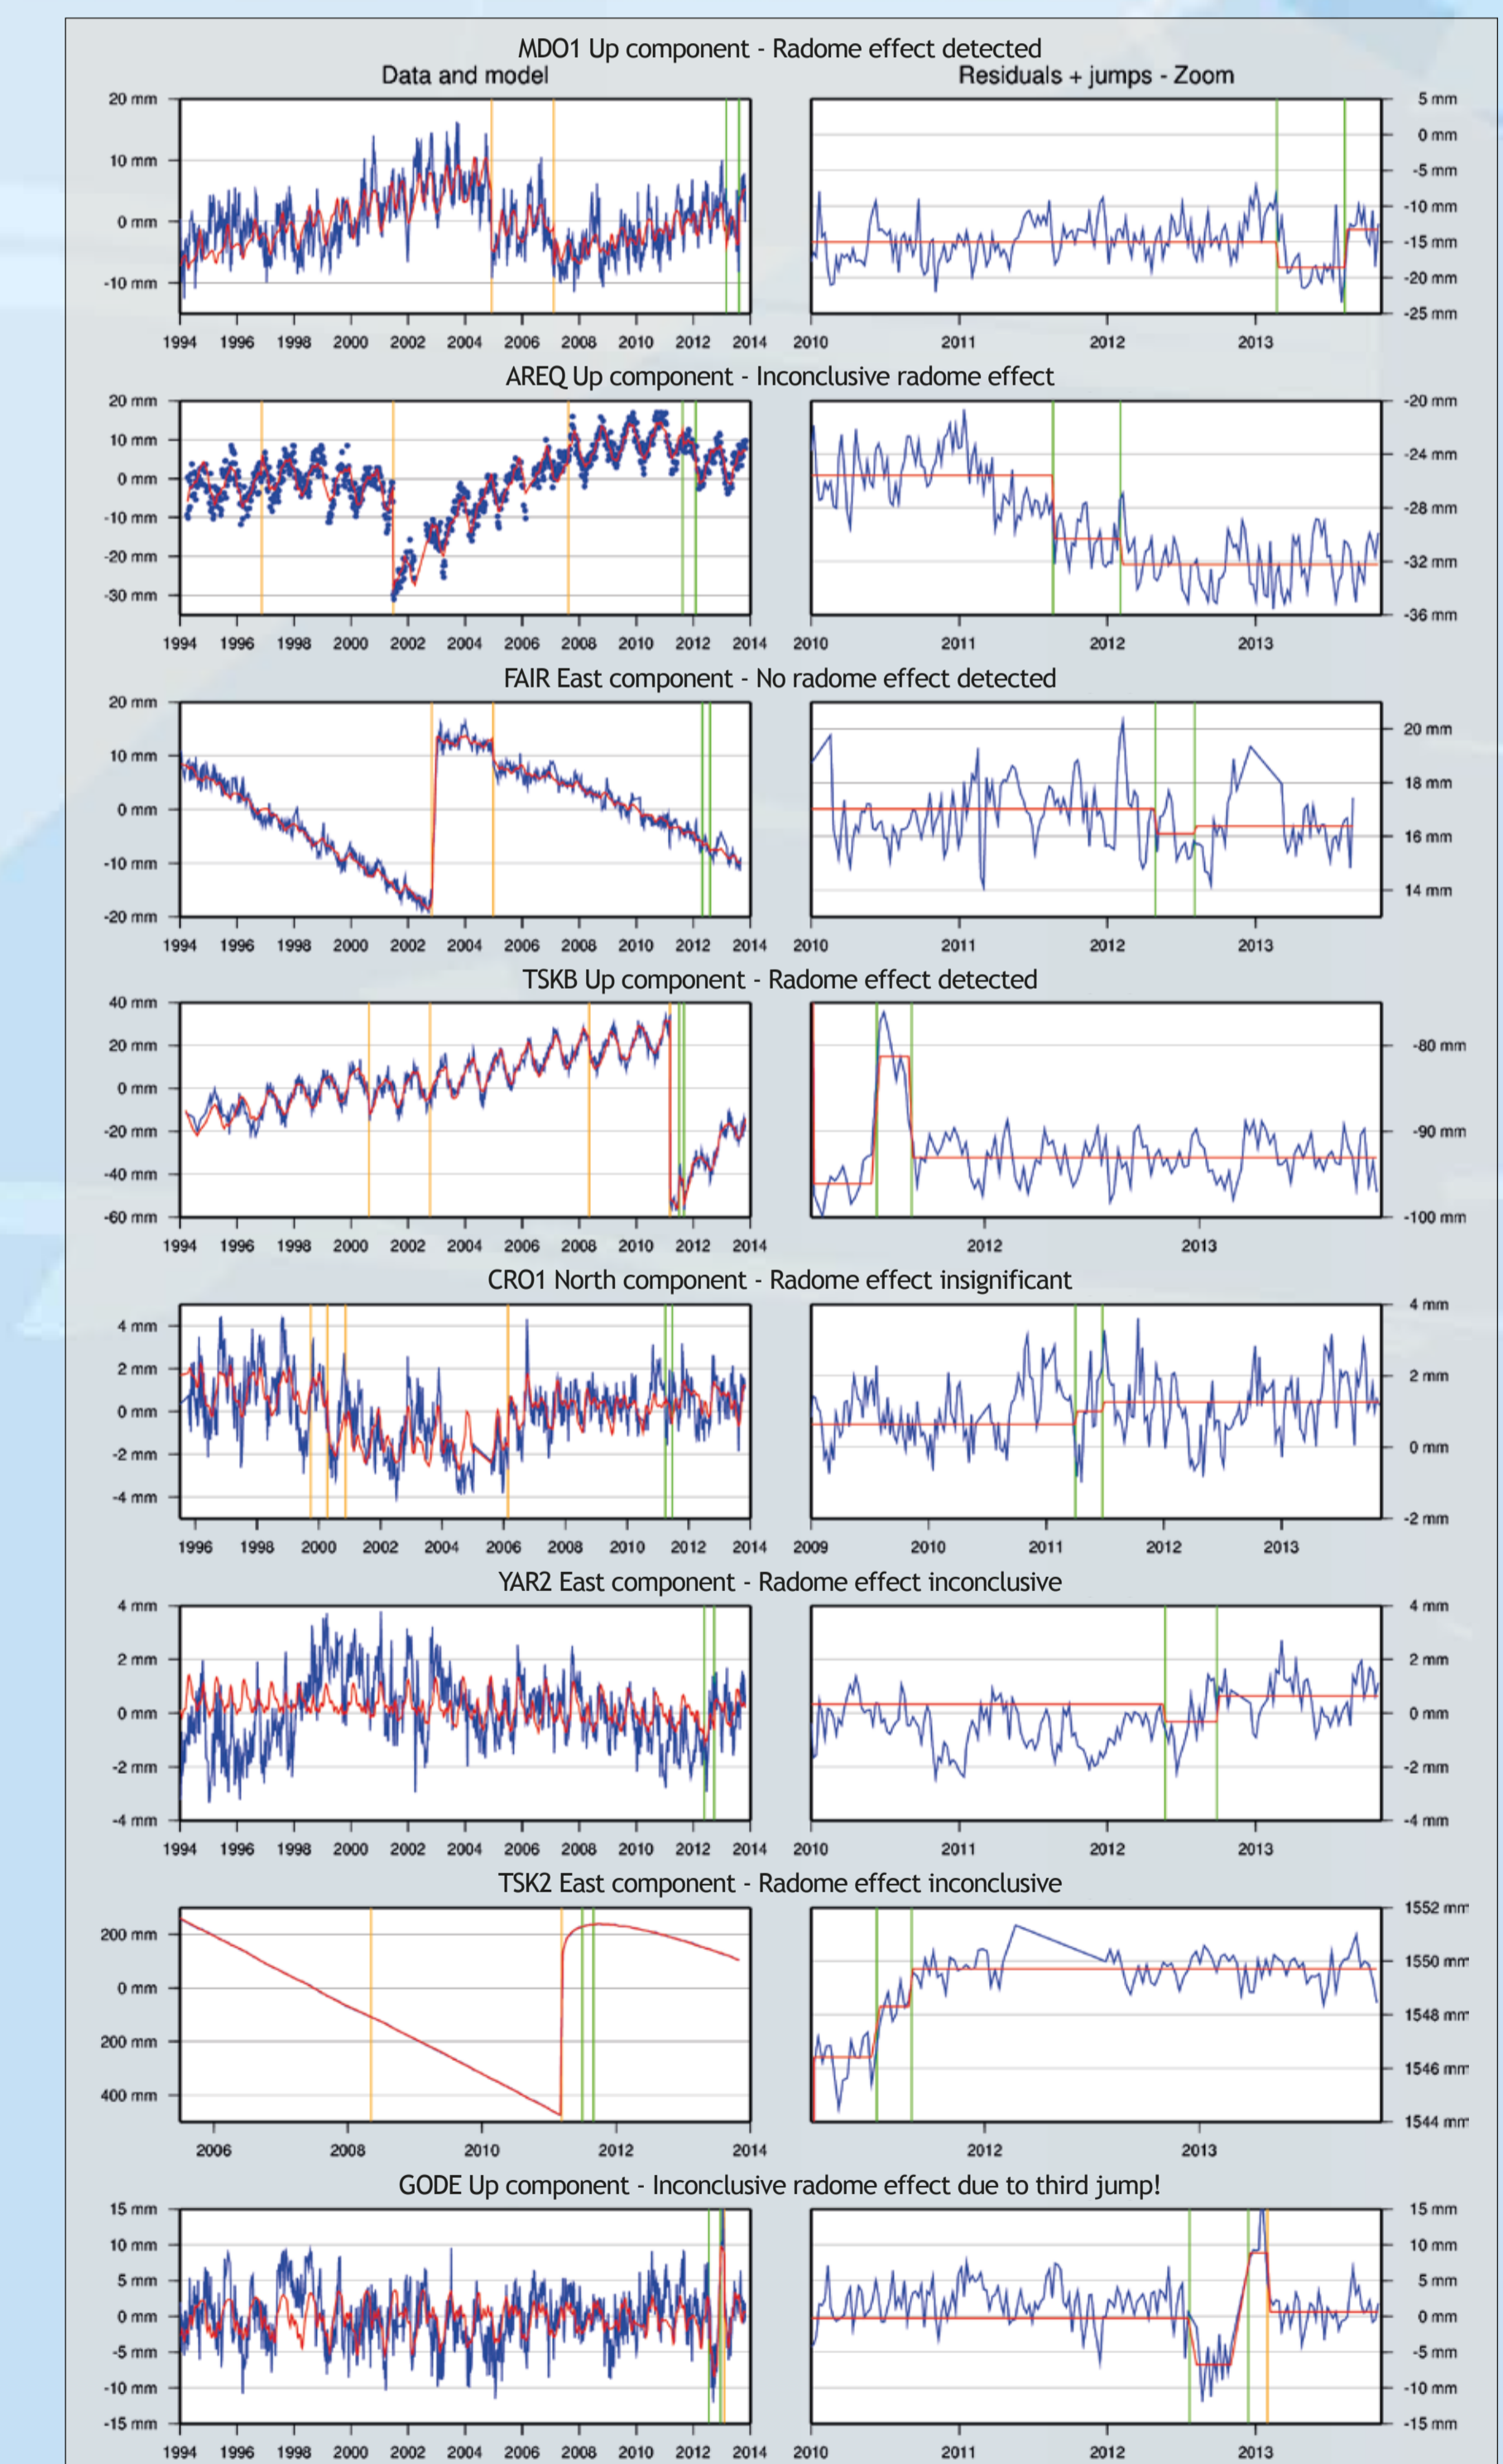 MDO1 Up component - Radome effect detected
Data and model
Residuals + jumps - Zoom
20 mm
10 mm
0 mm
-10 mm
5 mm
0 mm
-5 mm
-10 mm
-15 mm
-20 mm
-25 mm
1994 1996 1998 2000 2002 2004 2006 2008 2010 2012 2014 2010 2011 2012 2013
AREQ Up component - Inconclusive radome effect
20 mm
10 mm
0 mm
-10 mm
-20 mm
-30 mm
-20 mm
-24 mm
-28 mm
-32 mm
-36 mm
1994 1996 1998 2000 2002 2004 2006 2008 2010 2012 2014 2010 2011 2012 2013
FAIR East component - No radome effect detected
20 mm
10 mm
0 mm
-10 mm
-20 mm
20 mm
18 mm
16 mm
14 mm
1994 1996 1998 2000 2002 2004 2006 2008 2010 2012 2014 2010 2011 2012 2013
TSKB Up component - Radome effect detected
40 mm
20 mm
0 mm
-20 mm
-40 mm
-60 mm
-80 mm
-90 mm
-100 mm
1994 1996 1998 2000 2002 2004 2006 2008 2010 2012 2014 2012 2013
CRO1 North component - Radome effect insignificant
4 mm
2 mm
0 mm
-2 mm
-4 mm
4 mm
2 mm
0 mm
-2 mm
1996 1998 2000 2002 2004 2006 2008 2010 2012 2014 2009 2010 2011 2012 2013
YAR2 East component - Radome effect inconclusive
4 mm
2 mm
0 mm
-2 mm
-4 mm
4 mm
2 mm
0 mm
-2 mm
-4 mm
1994 1996 1998 2000 2002 2004 2006 2008 2010 2012 2014 2010 2011 2012 2013
TSK2 East component - Radome effect inconclusive
200 mm
0 mm
200 mm
400 mm
1552 mm
1550 mm
1548 mm
1546 mm
1544 mm
2006 2008 2010 2012 2014 2012 2013
GODE Up component - Inconclusive radome effect due to third jump!
15 mm
10 mm
5 mm
0 mm
-5 mm
-10 mm
-15 mm
15 mm
10 mm
5 mm
0 mm
-5 mm
-10 mm
-15 mm
1994 1996 1998 2000 2002 2004 2006 2008 2010 2012 2014 2010 2011 2012 2013